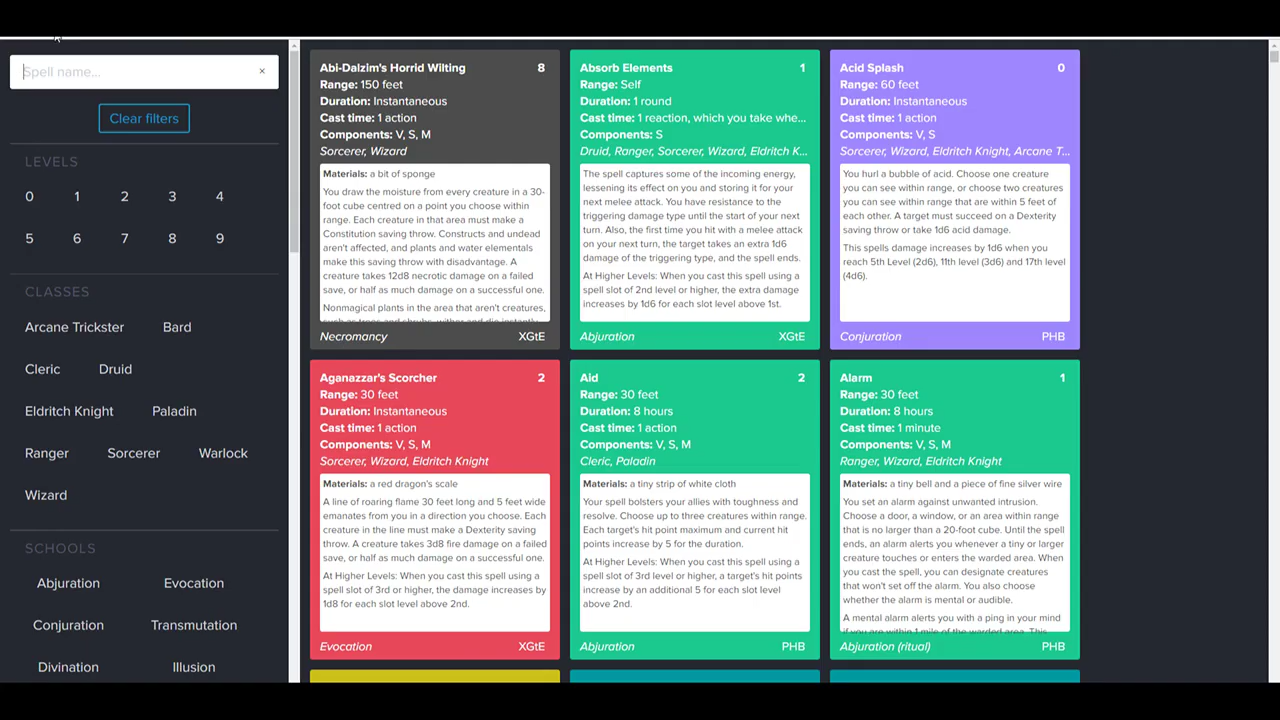 Spell name...
×
Clear filters
LEVELS
0 1 2 3 4
5 6 7 8 9
CLASSES
Arcane Trickster Bard
Cleric Druid
Eldritch Knight Paladin
Ranger Sorcerer Warlock
Wizard
SCHOOLS
Abjuration Evocation
Conjuration Transmutation
Divination Illusion
Abi-Dalzim's Horrid Wilting 8
Range: 150 feet
Duration: Instantaneous
Cast time: 1 action
Components: V, S, M
Sorcerer, Wizard
Materials: a bit of sponge
You draw the moisture from every creature in a 30-
foot cube centred on a point you choose within
range. Each creature in that area must make a
Constitution saving throw. Constructs and undead
aren't affected, and plants and water elementals
make this saving throw with disadvantage. A
creature takes 12d8 necrotic damage on a failed
save, or half as much damage on a successful one.
Nonmagical plants in the area that aren't creatures,
such as trees and shrubs, wither and die instantly.
Necromancy XGtE
Absorb Elements 1
Range: Self
Duration: 1 round
Cast time: 1 reaction, which you take whe...
Components: S
Druid, Ranger, Sorcerer, Wizard, Eldritch K...
The spell captures some of the incoming energy,
lessening its effect on you and storing it for your
next melee attack. You have resistance to the
triggering damage type until the start of your next
turn. Also, the first time you hit with a melee attack
on your next turn, the target takes an extra 1d6
damage of the triggering type, and the spell ends.
At Higher Levels: When you cast this spell using a
spell slot of 2nd level or higher, the extra damage
increases by 1d6 for each slot level above 1st.
Abjuration XGtE
Acid Splash 0
Range: 60 feet
Duration: Instantaneous
Cast time: 1 action
Components: V, S
Sorcerer, Wizard, Eldritch Knight, Arcane T...
You hurl a bubble of acid. Choose one creature
you can see within range, or choose two creatures
you can see within range that are within 5 feet of
each other. A target must succeed on a Dexterity
saving throw or take 1d6 acid damage.
This spells damage increases by 1d6 when you
reach 5th Level (2d6), 11th level (3d6) and 17th level
(4d6).
Conjuration PHB
Aganazzar's Scorcher 2
Range: 30 feet
Duration: Instantaneous
Cast time: 1 action
Components: V, S, M
Sorcerer, Wizard, Eldritch Knight
Materials: a red dragon's scale
A line of roaring flame 30 feet long and 5 feet wide
emanates from you in a direction you choose. Each
creature in the line must make a Dexterity saving
throw. A creature takes 3d8 fire damage on a failed
save, or half as much damage on a successful one.
At Higher Levels: When you cast this spell using a
spell slot of 3rd or higher, the damage increases by
1d8 for each slot level above 2nd.
Evocation XGtE
Aid 2
Range: 30 feet
Duration: 8 hours
Cast time: 1 action
Components: V, S, M
Cleric, Paladin
Materials: a tiny strip of white cloth
Your spell bolsters your allies with toughness and
resolve. Choose up to three creatures within range.
Each target's hit point maximum and current hit
points increase by 5 for the duration.
At Higher Levels: When you cast this spell using a
spell slot of 3rd level or higher, a target's hit points
increase by an additional 5 for each slot level
above 2nd.
Abjuration PHB
Alarm 1
Range: 30 feet
Duration: 8 hours
Cast time: 1 minute
Components: V, S, M
Ranger, Wizard, Eldritch Knight
Materials: a tiny bell and a piece of fine silver wire
You set an alarm against unwanted intrusion.
Choose a door, a window, or an area within range
that is no larger than a 20-foot cube. Until the spell
ends, an alarm alerts you whenever a tiny or larger
creature touches or enters the warded area. When
you cast the spell, you can designate creatures
that won't set off the alarm. You also choose
whether the alarm is mental or audible.
A mental alarm alerts you with a ping in your mind
if you are within 1 mile of the warded area. This
Abjuration (ritual) PHB